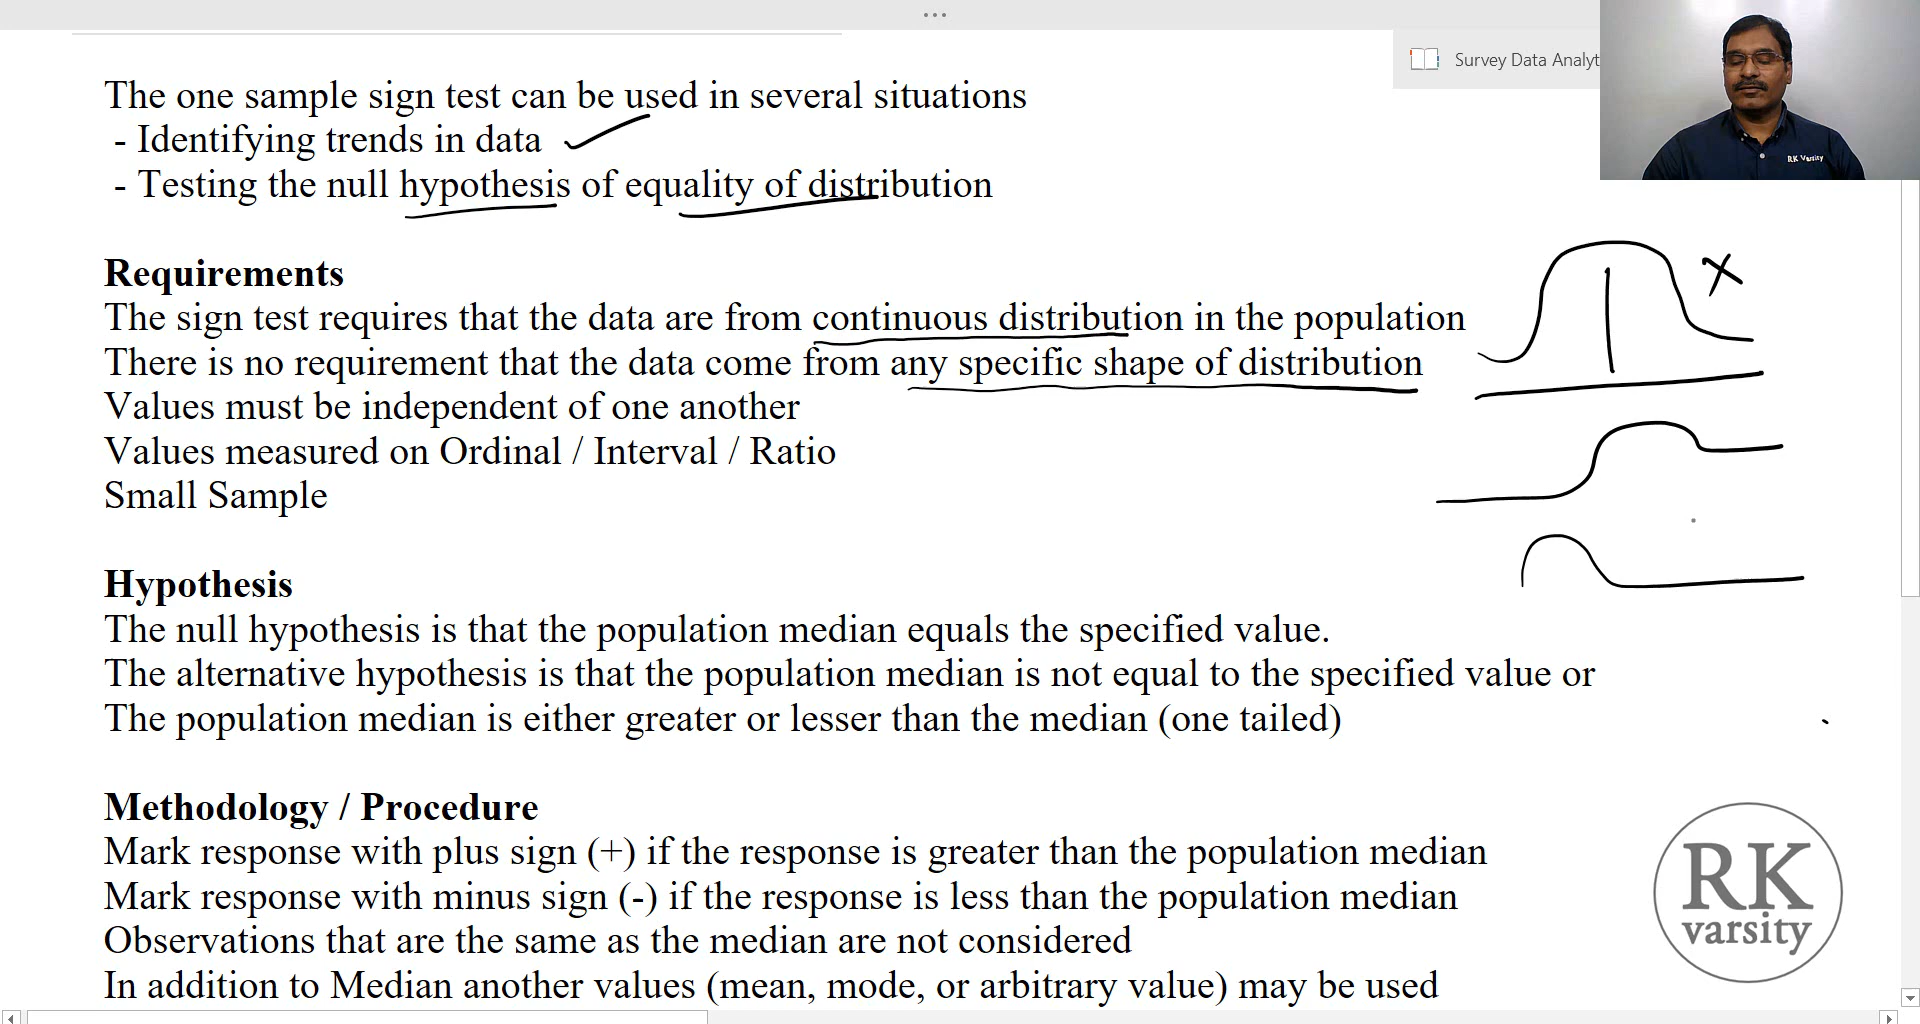 Survey Data Analyt
RK Varsity
The one sample sign test can be used in several situations
- Identifying trends in data
- Testing the null hypothesis of equality of distribution
Requirements
The sign test requires that the data are from continuous distribution in the population
There is no requirement that the data come from any specific shape of distribution
Values must be independent of one another
Values measured on Ordinal / Interval / Ratio
Small Sample
Hypothesis
The null hypothesis is that the population median equals the specified value.
The alternative hypothesis is that the population median is not equal to the specified value or
The population median is either greater or lesser than the median (one tailed)
Methodology / Procedure
Mark response with plus sign (+) if the response is greater than the population median
Mark response with minus sign (-) if the response is less than the population median
Observations that are the same as the median are not considered
In addition to Median another values (mean, mode, or arbitrary value) may be used
RK
varsity